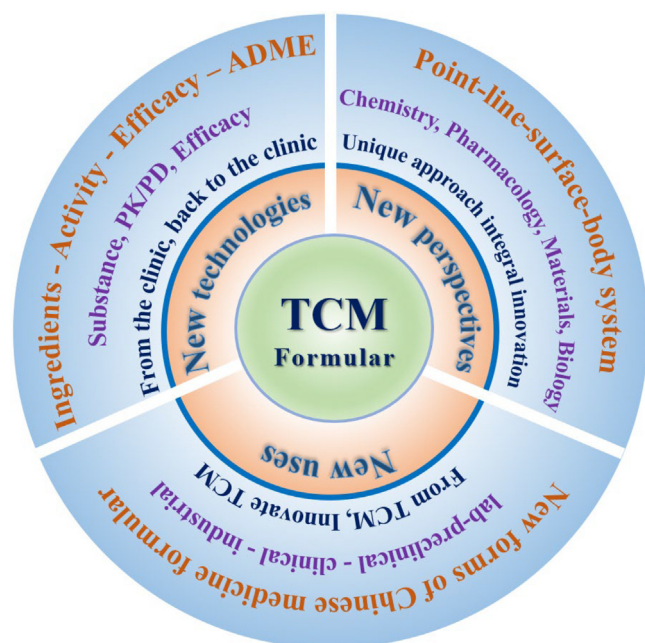 TCM
Formular
New technologies
From the clinic, back to the clinic
Substance, PK/PD, Efficacy
Ingredients - Activity - Efficacy – ADME
New perspectives
Unique approach integral innovation
Chemistry, Pharmacology, Materials, Biology
Point-line-surface-body system
New uses
From TCM, Innovate TCM
lab-preclinical - clinical - industrial
New forms of Chinese medicine formular